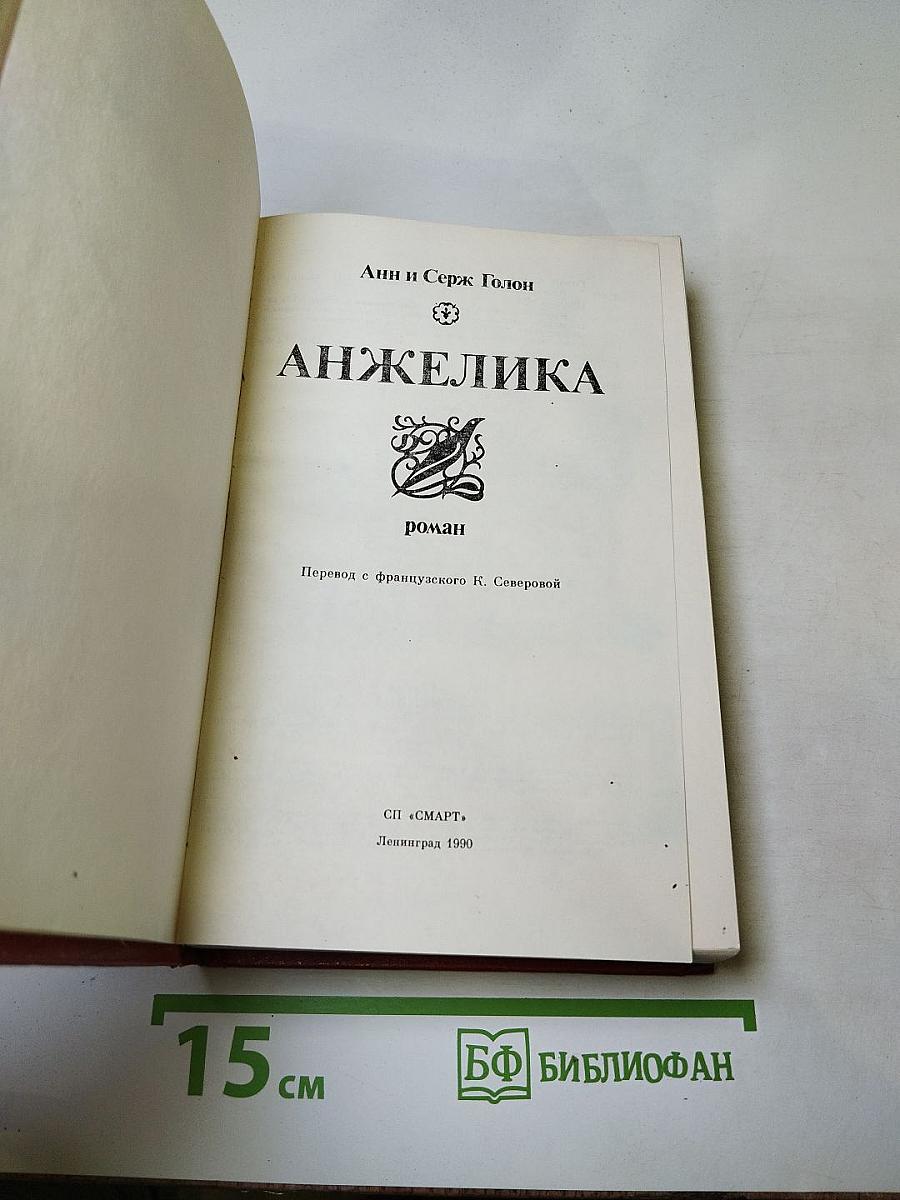 Анн и Серж Голон
АНЖЕЛИКА
роман
Перевод с французского К. Северовой
СП «СМАРТ»
Ленинград 1990
15 см
БФ БИБЛИОФАН